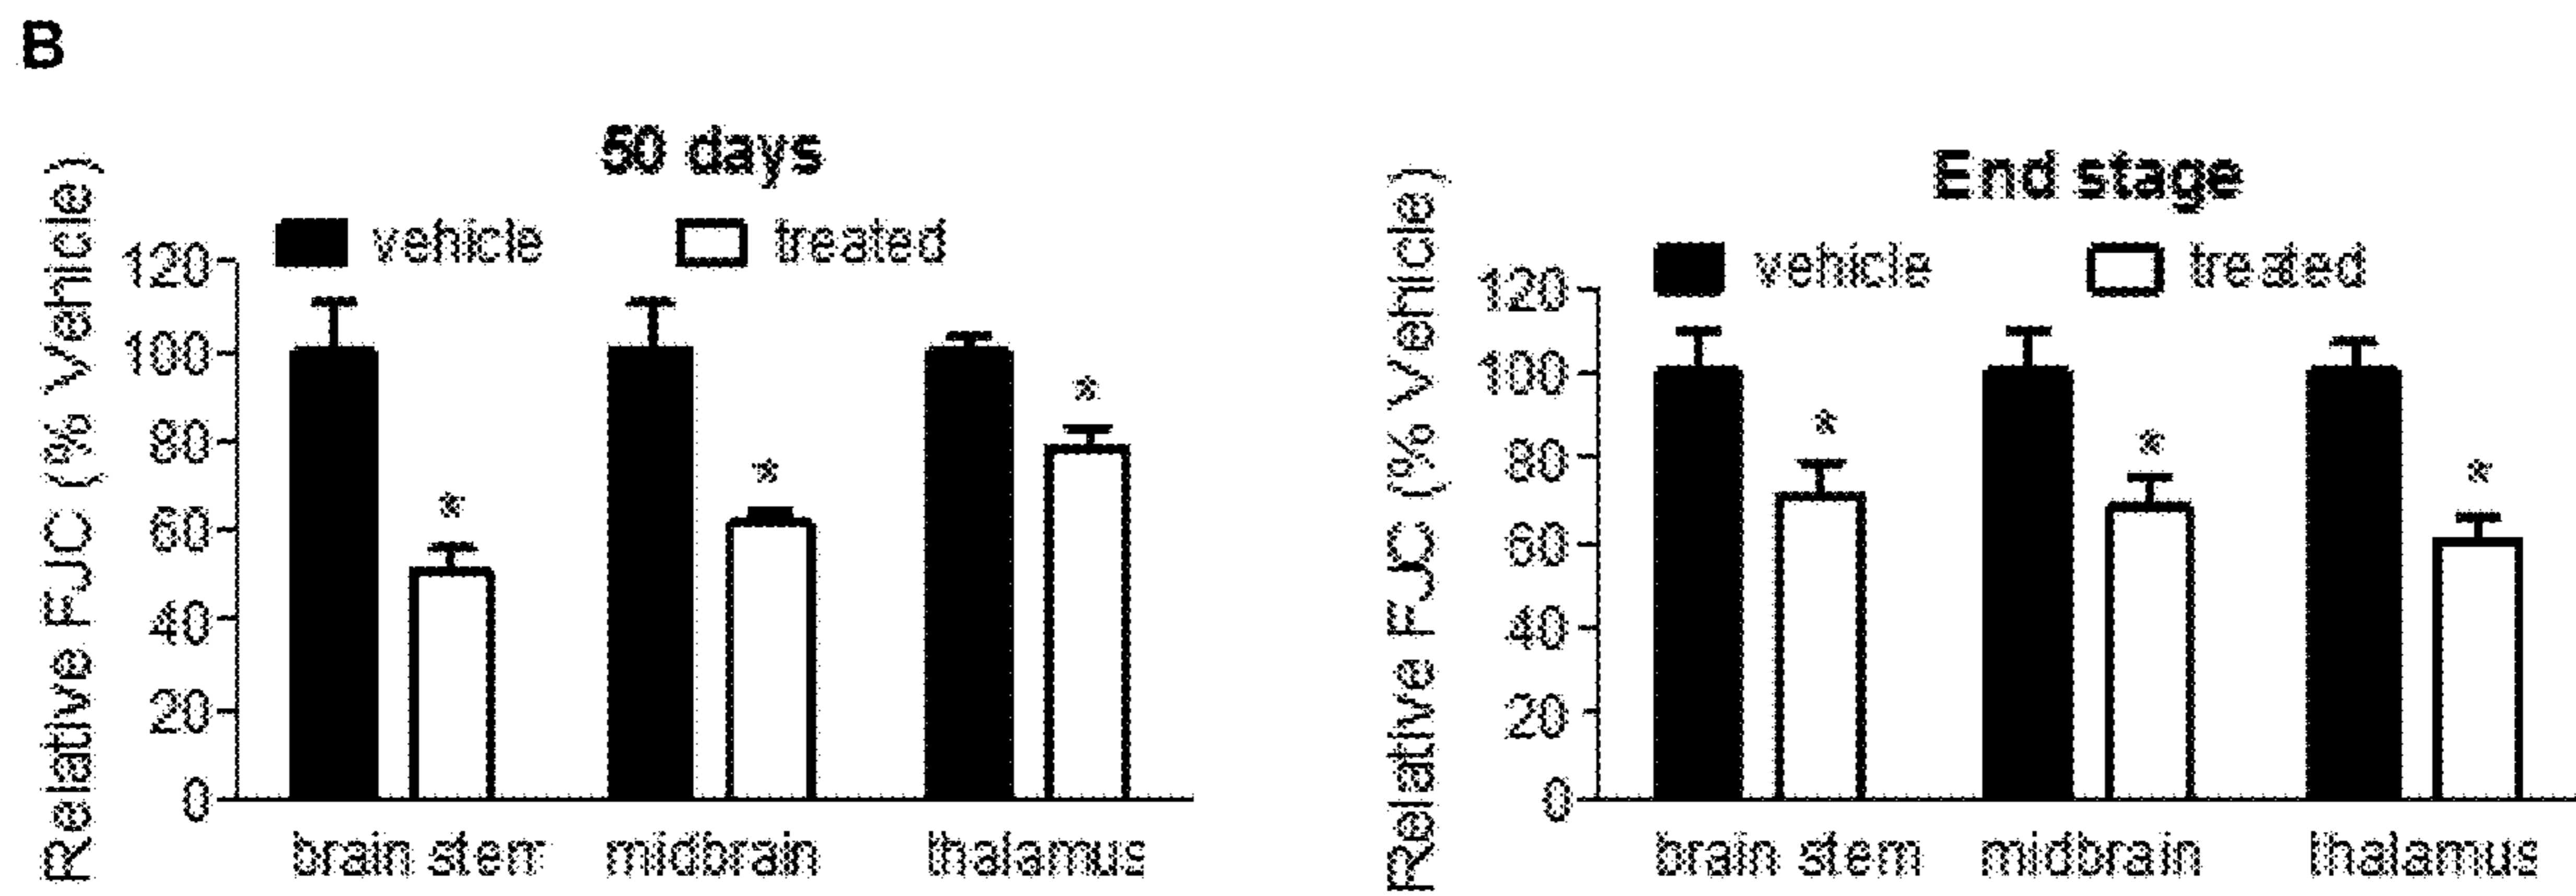 B
50 days
vehicle treated
Relative FJC (% Vehicle)
120
100
80
60
40
20
0
* * *
brain stem midbrain thalamus
End stage
vehicle treated
Relative FJC (% Vehicle)
120
100
80
60
40
20
0
* * *
brain stem midbrain thalamus